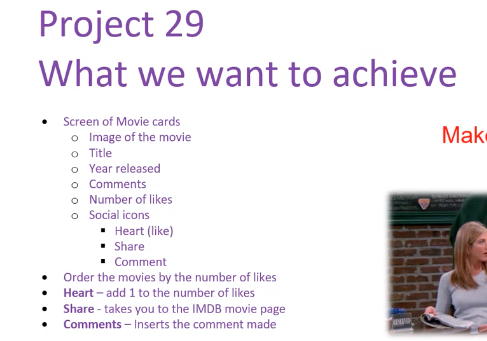 Project 29
What we want to achieve
• Screen of Movie cards
o Image of the movie
o Title
o Year released
o Comments
o Number of likes
o Social icons
▪ Heart (like)
▪ Share
▪ Comment
• Order the movies by the number of likes
• Heart – add 1 to the number of likes
• Share - takes you to the IMDB movie page
• Comments – Inserts the comment made